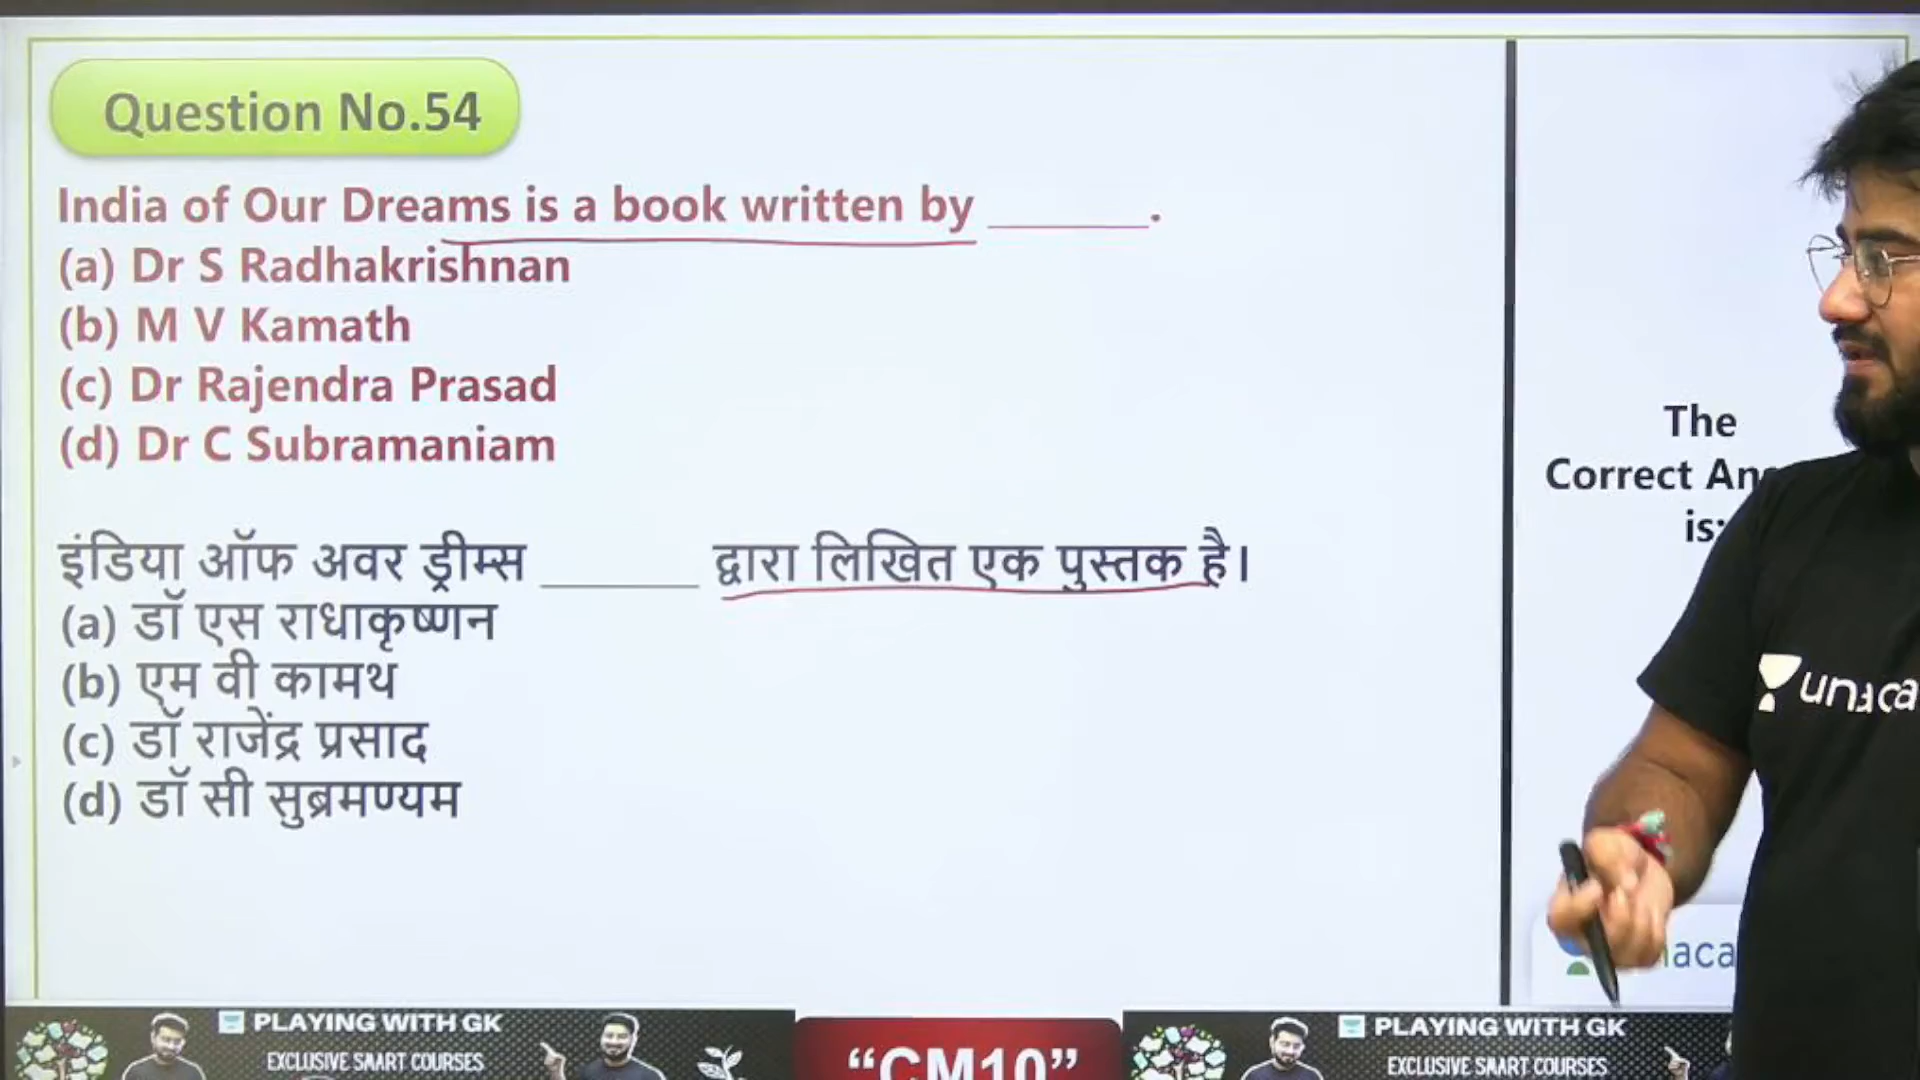 Question No.54
India of Our Dreams is a book written by ______.
(a) Dr S Radhakrishnan
(b) M V Kamath
(c) Dr Rajendra Prasad
(d) Dr C Subramaniam
इंडिया ऑफ अवर ड्रीम्स ______ द्वारा लिखित एक पुस्तक है।
(a) डॉ एस राधाकृष्णन
(b) एम वी कामथ
(c) डॉ राजेंद्र प्रसाद
(d) डॉ सी सुब्रमण्यम
The
Correct An
is:
unaca
naca
PLAYING WITH GK
EXCLUSIVE SMART COURSES
“CM10”
PLAYING WITH GK
EXCLUSIVE SMART COURSES